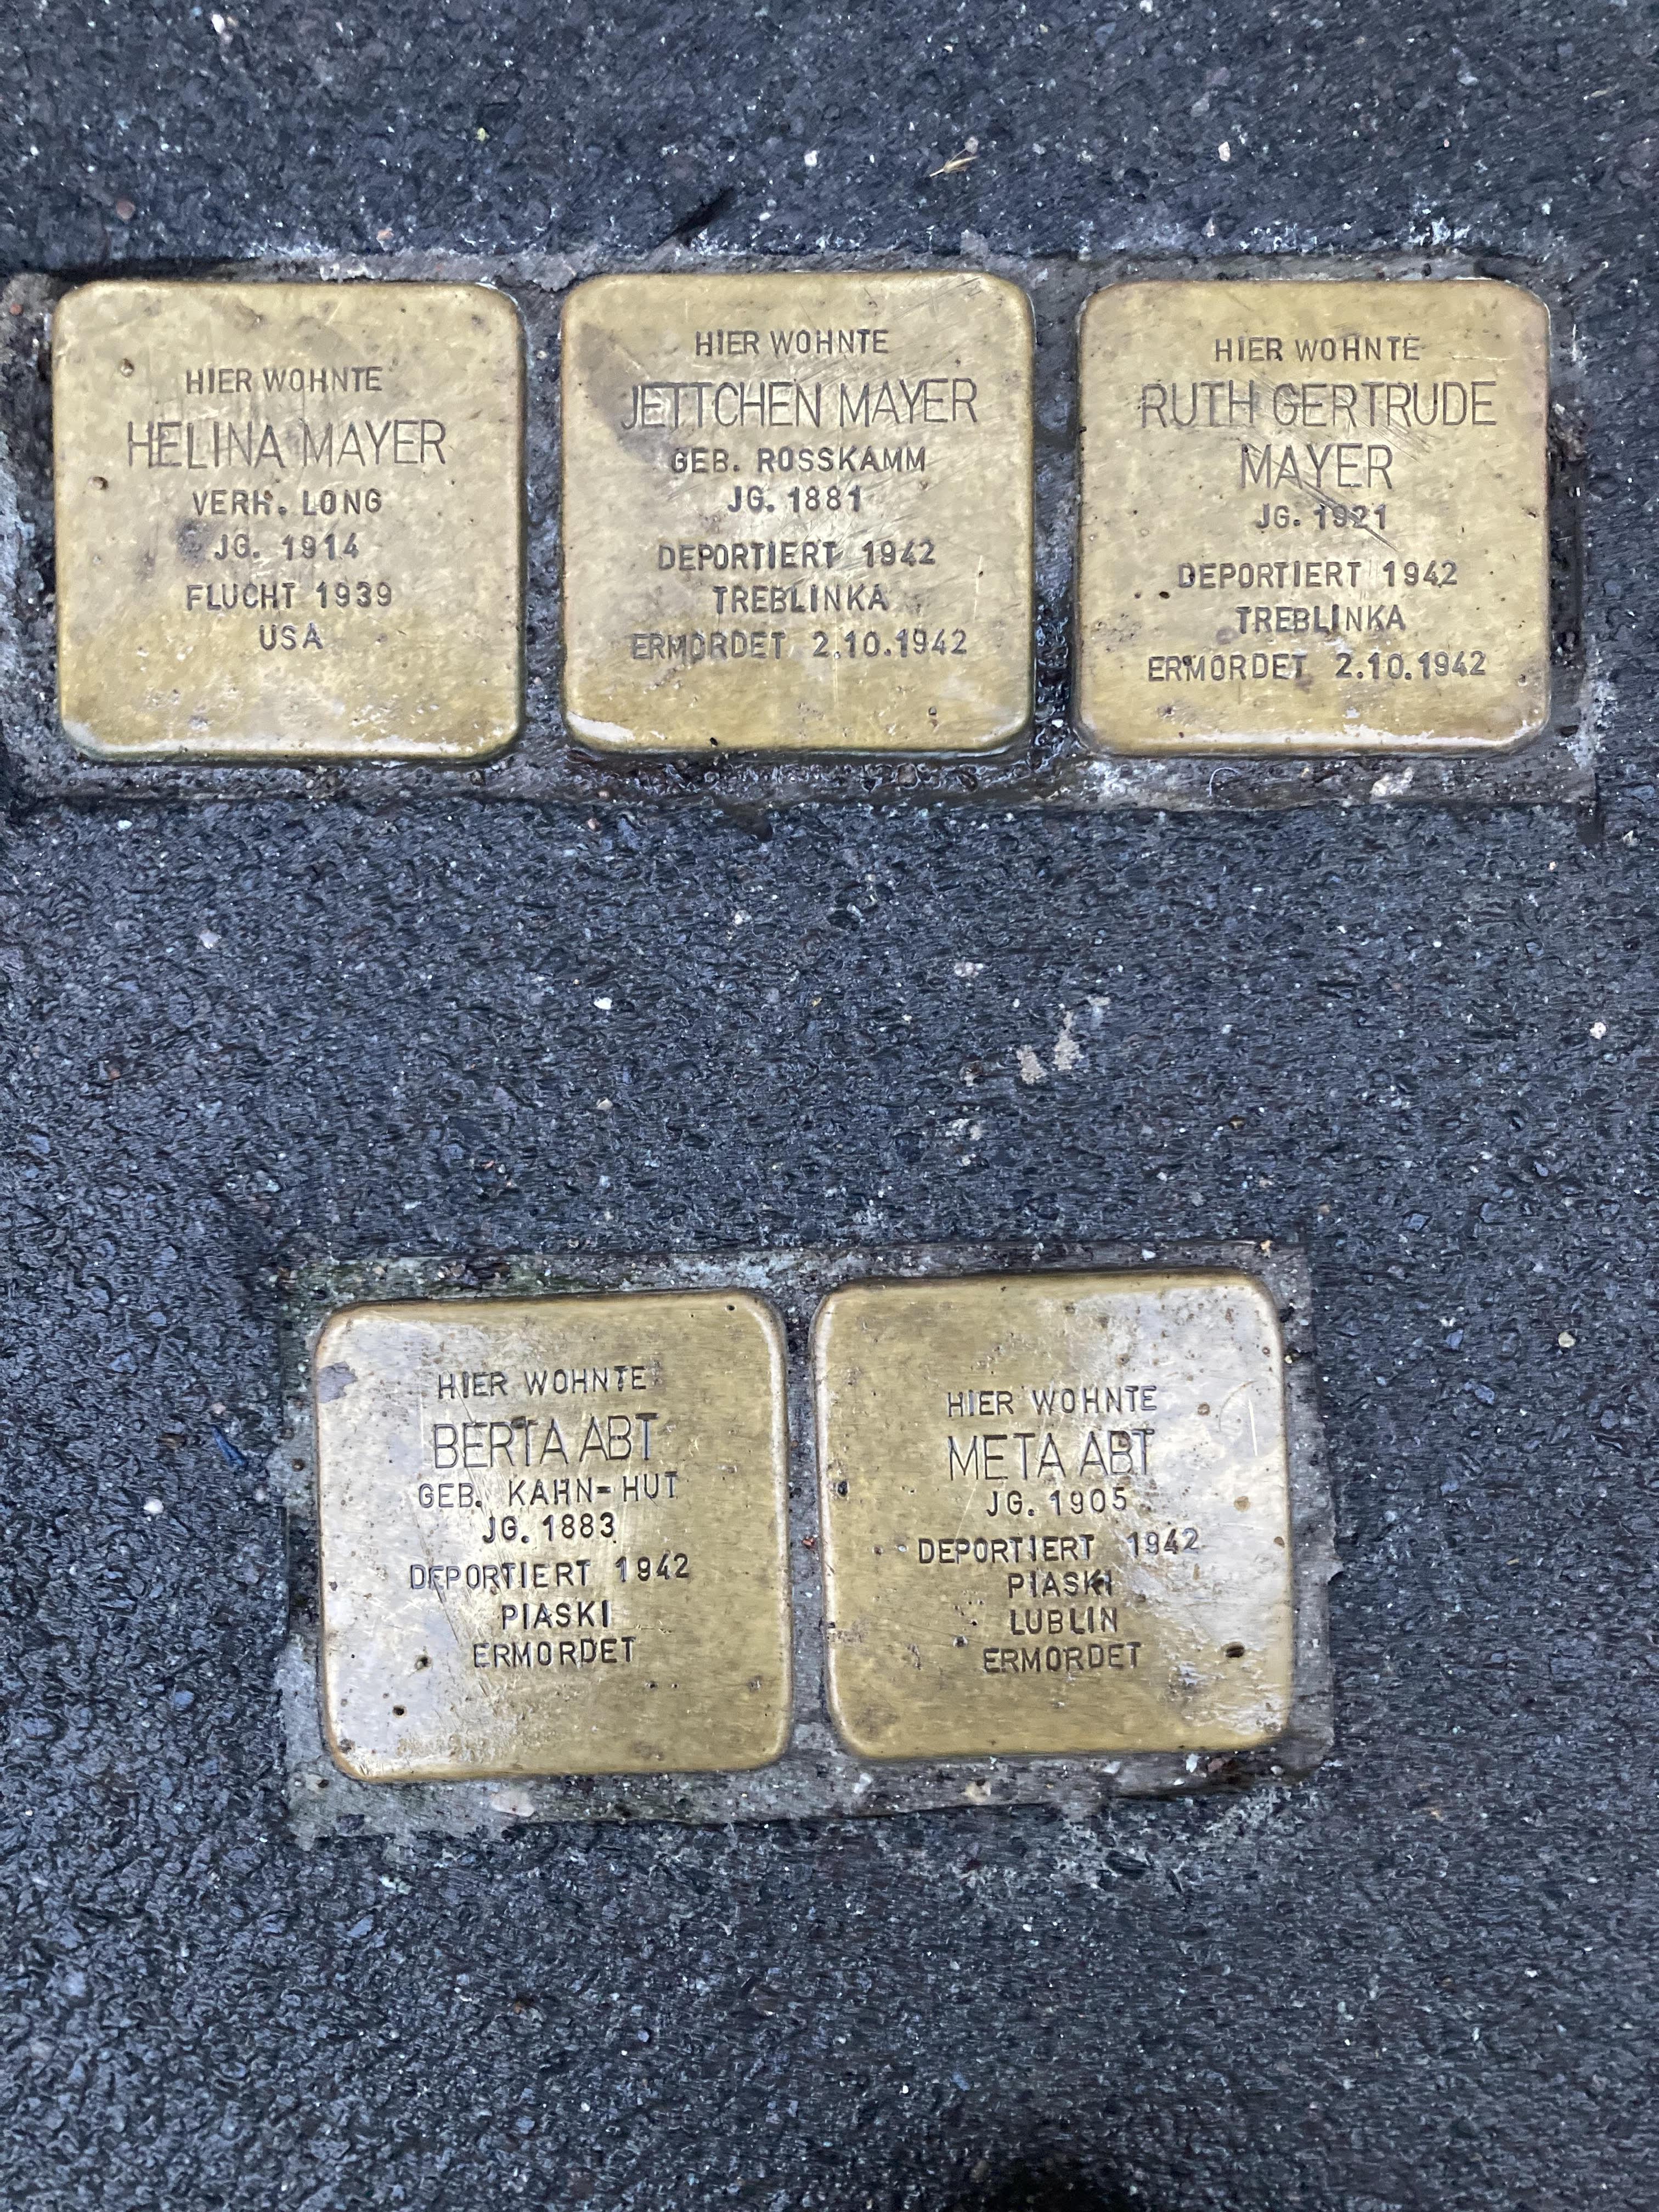 HIER WOHNTE
HELINA MAYER
VERH. LONG
JG. 1914
FLUCHT 1939
USA
HIER WOHNTE
JETTCHEN MAYER
GEB. ROSSKAMM
JG. 1881
DEPORTIERT 1942
TREBLINKA
ERMORDET 2.10.1942
HIER WOHNTE
RUTH GERTRUDE
MAYER
JG. 1921
DEPORTIERT 1942
TREBLINKA
ERMORDET 2.10.1942
HIER WOHNTE
BERTA ABT
GEB. KAHN-HUT
JG. 1883
DEPORTIERT 1942
PIASKI
ERMORDET
HIER WOHNTE
META ABT
JG. 1905
DEPORTIERT 1942
PIASKI
LUBLIN
ERMORDET